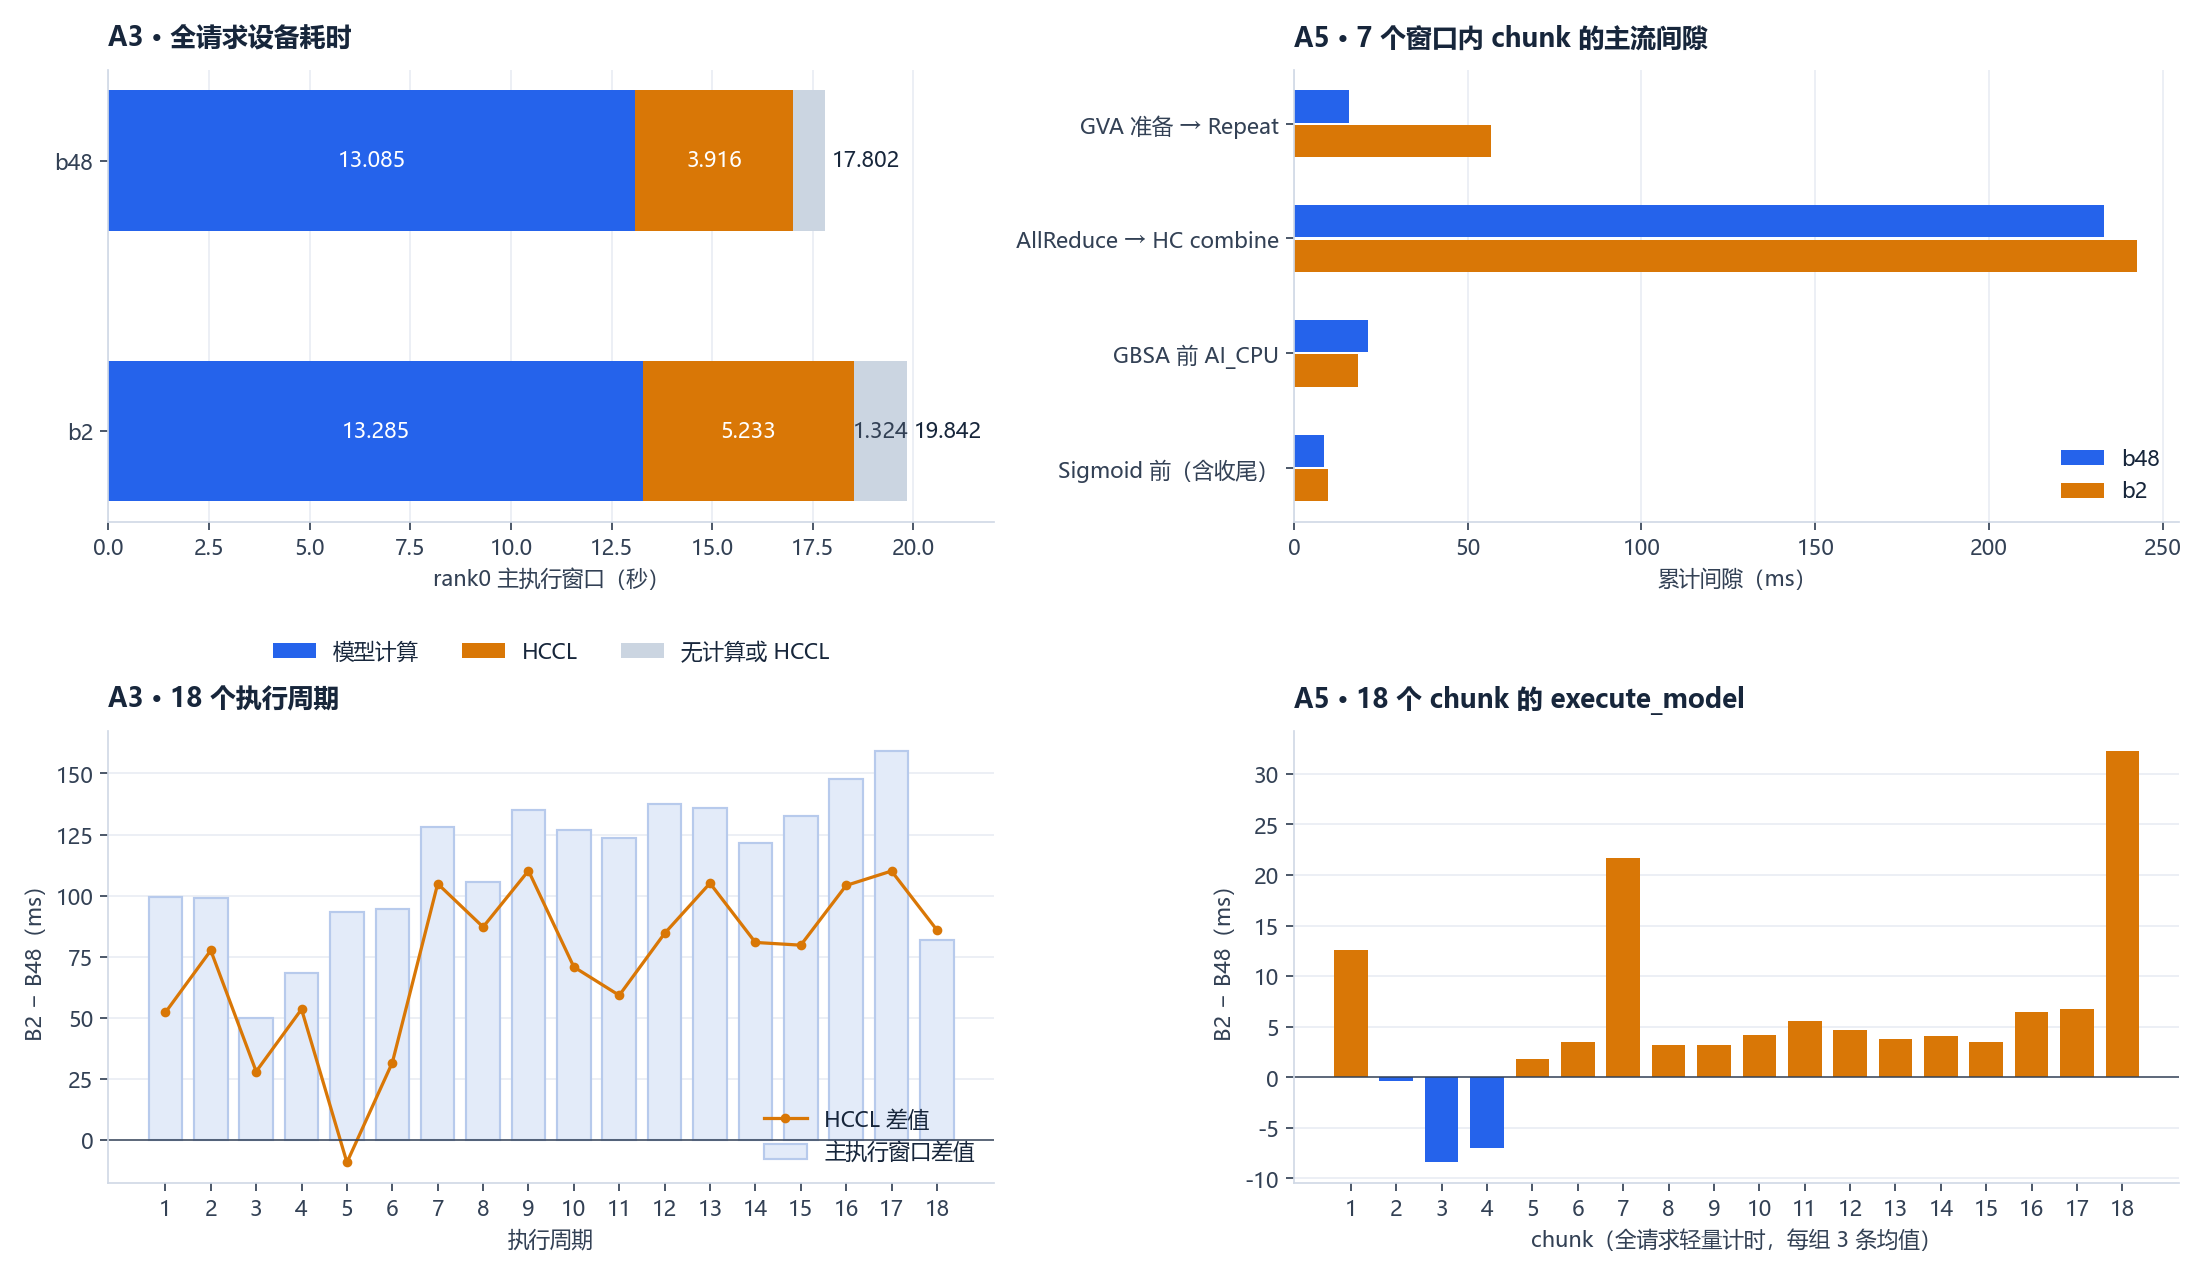 A3 • 全请求设备耗时
b48
13.085
3.916
17.802
b2
13.285
5.233
1.324
19.842
0.0 2.5 5.0 7.5 10.0 12.5 15.0 17.5 20.0
rank0 主执行窗口（秒）
模型计算 HCCL 无计算或 HCCL
A5 • 7 个窗口内 chunk 的主流间隙
GVA 准备 → Repeat
AllReduce → HC combine
GBSA 前 AI_CPU
Sigmoid 前（含收尾）
b48
b2
0 50 100 150 200 250
累计间隙（ms）
A3 • 18 个执行周期
B2 − B48（ms）
150
125
100
75
50
25
0
HCCL 差值
主执行窗口差值
1 2 3 4 5 6 7 8 9 10 11 12 13 14 15 16 17 18
执行周期
A5 • 18 个 chunk 的 execute_model
B2 − B48（ms）
30
25
20
15
10
5
0
-5
-10
1 2 3 4 5 6 7 8 9 10 11 12 13 14 15 16 17 18
chunk（全请求轻量计时，每组 3 条均值）